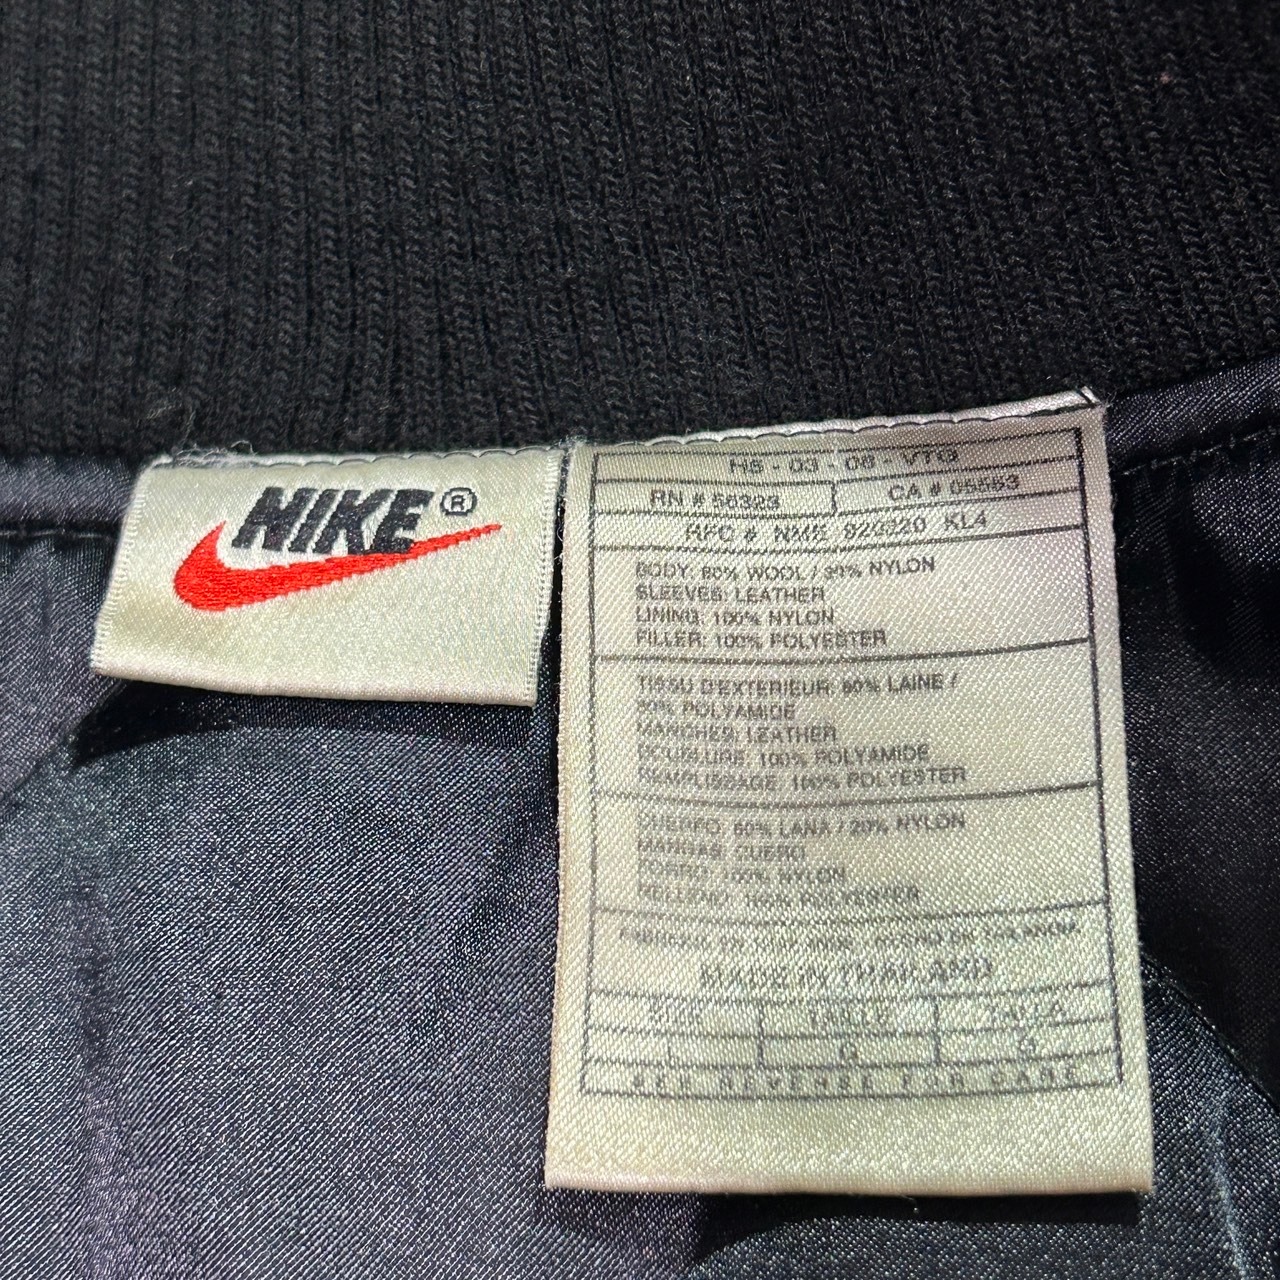 NIKE®
HS - 03 - 06 - VTG
RN # 56323
CA # 05553
RFC # NME 920320 KL4
BODY: 80% WOOL / 20% NYLON
SLEEVES: LEATHER
LINING: 100% NYLON
FILLER: 100% POLYESTER
TISSU D'EXTERIEUR: 80% LAINE /
20% POLYAMIDE
MANCHES: LEATHER
DOUBLURE: 100% POLYAMIDE
REMPLISSAGE: 100% POLYESTER
CUERPO: 80% LANA / 20% NYLON
MANGAS: CUERO
FORRO: 100% NYLON
RELLENO: 100% POLYESTER
MADE IN THAILAND
SIZE TAILLE TALLA
L G G
SEE REVERSE FOR CARE